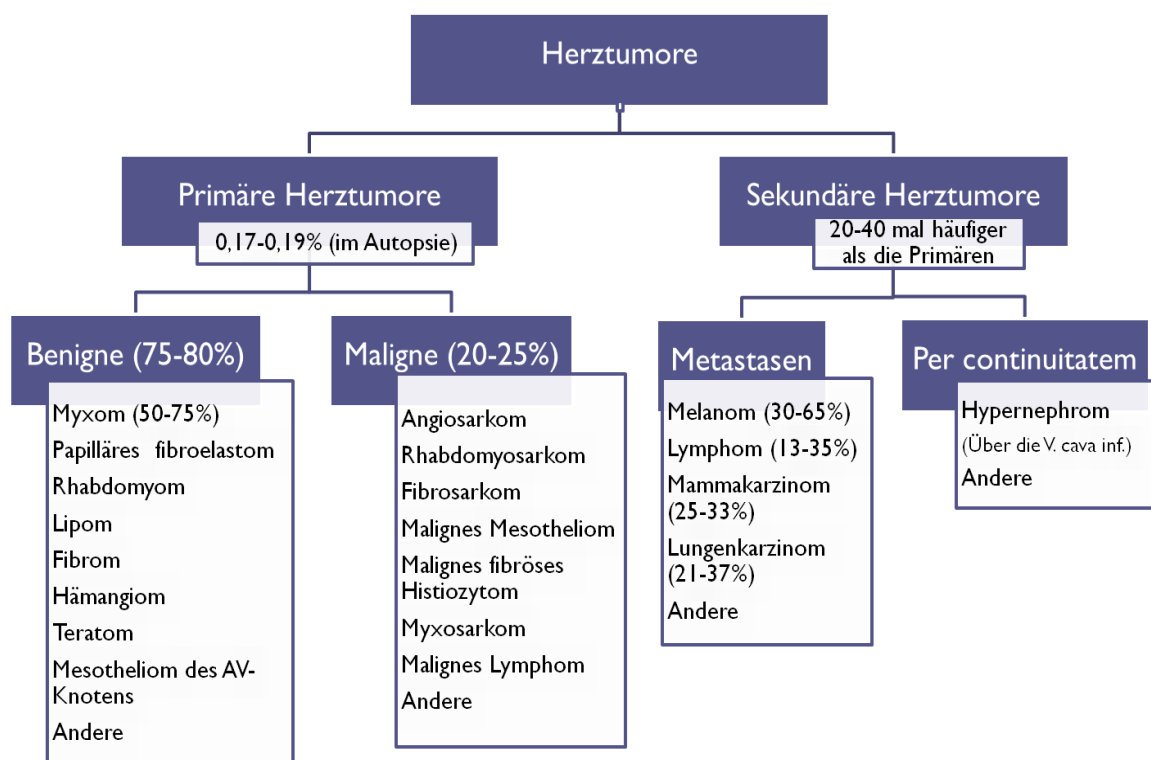 Herztumore
Primäre Herztumore
0,17-0,19% (im Autopsie)
Sekundäre Herztumore
20-40 mal häufiger
als die Primären
Benigne (75-80%)
Myxom (50-75%)
Papilläres fibroelastom
Rhabdomyom
Lipom
Fibrom
Hämangiom
Teratom
Mesotheliom des AV-
Knotens
Andere
Maligne (20-25%)
Angiosarkom
Rhabdomyosarkom
Fibrosarkom
Malignes Mesotheliom
Malignes fibröses
Histiozytom
Myxosarkom
Malignes Lymphom
Andere
Metastasen
Melanom (30-65%)
Lymphom (13-35%)
Mammakarzinom
(25-33%)
Lungenkarzinom
(21-37%)
Andere
Per continuitatem
Hypernephrom
(Über die V. cava inf.)
Andere